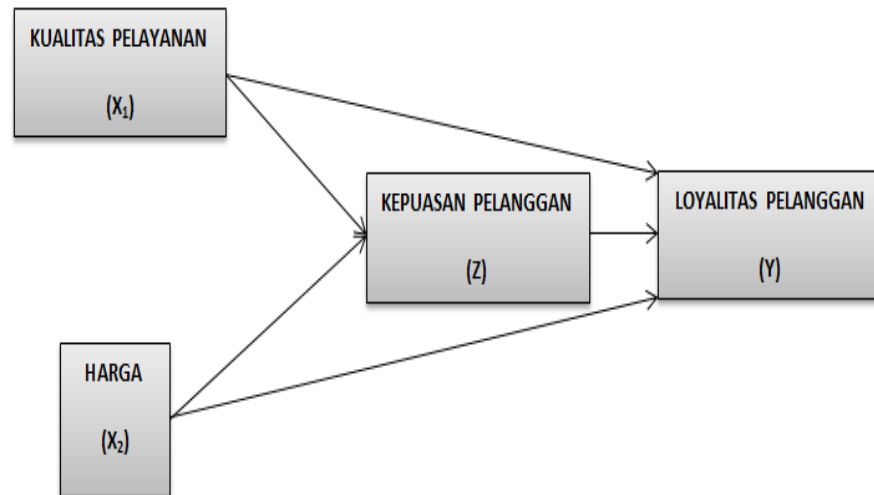 KUALITAS PELAYANAN
(X₁)
KEPUASAN PELANGGAN
(Z)
LOYALITAS PELANGGAN
(Y)
HARGA
(X₂)